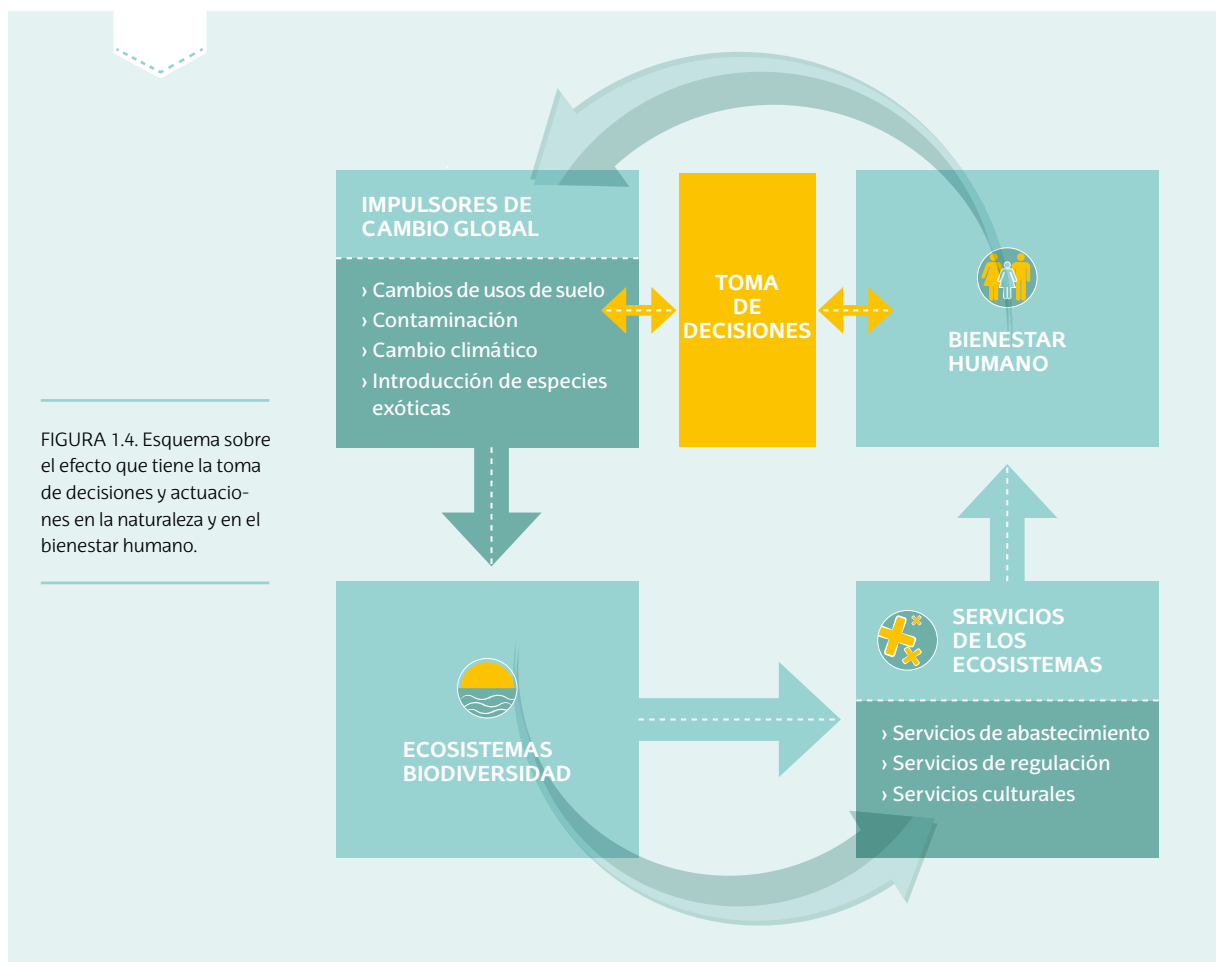 IMPULSORES DE
CAMBIO GLOBAL
› Cambios de usos de suelo
› Contaminación
› Cambio climático
› Introducción de especies
exóticas
TOMA
DE
DECISIONES
BIENESTAR
HUMANO
FIGURA 1.4. Esquema sobre
el efecto que tiene la toma
de decisiones y actuacio-
nes en la naturaleza y en el
bienestar humano.
ECOSISTEMAS
BIODIVERSIDAD
SERVICIOS
DE LOS
ECOSISTEMAS
› Servicios de abastecimiento
› Servicios de regulación
› Servicios culturales